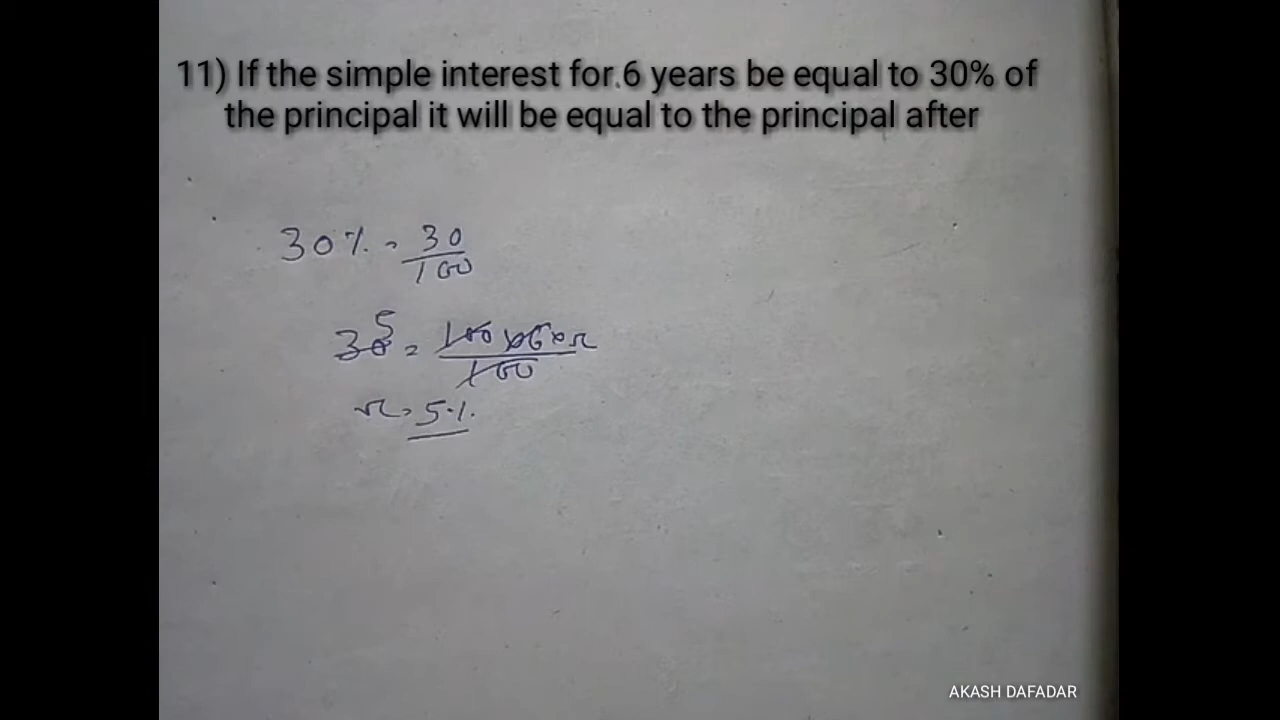 11) If the simple interest for 6 years be equal to 30% of
the principal it will be equal to the principal after
30% = 30/100
5
30 = 100 × 6 × r / 100
r = 5%
AKASH DAFADAR